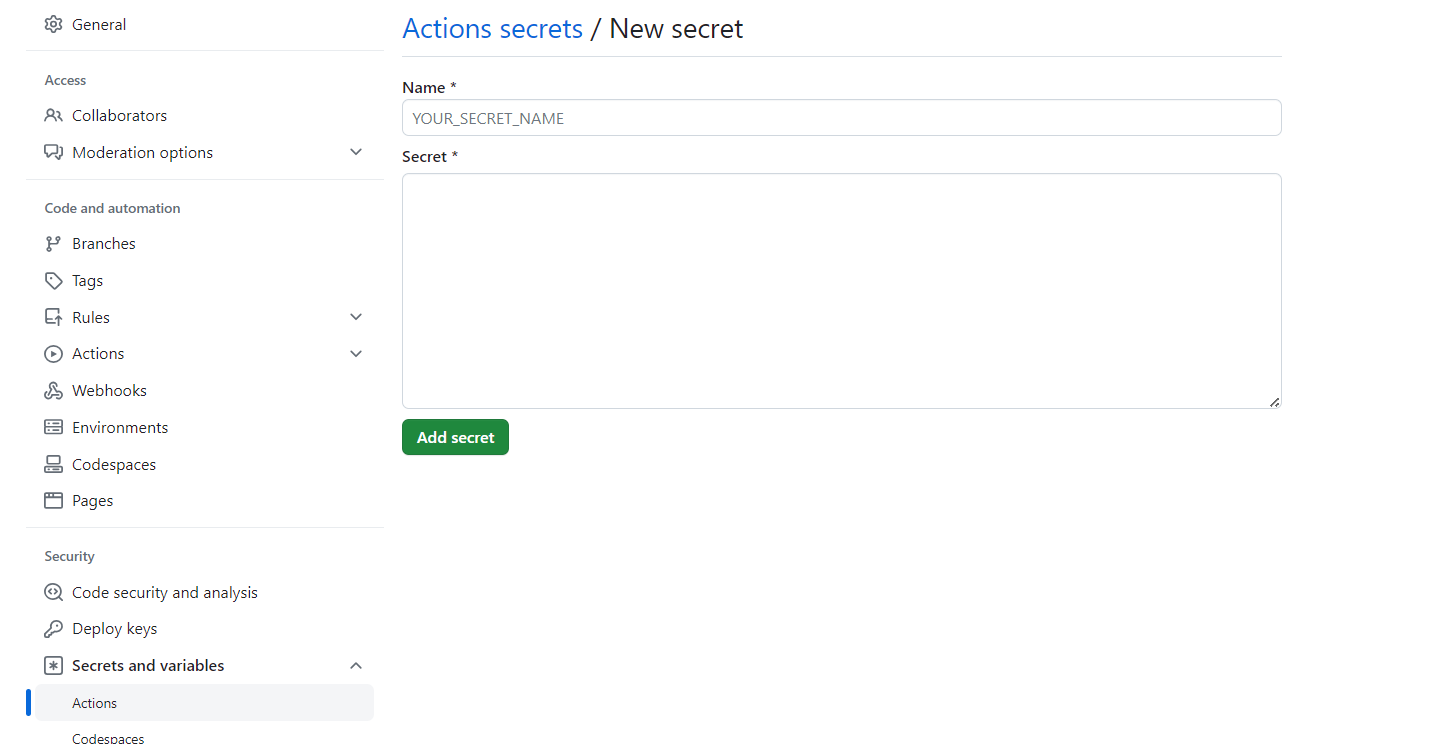 General
Access
Collaborators
Moderation options
Code and automation
Branches
Tags
Rules
Actions
Webhooks
Environments
Codespaces
Pages
Security
Code security and analysis
Deploy keys
Secrets and variables
Actions
Codespaces
Actions secrets / New secret
Name *
YOUR_SECRET_NAME
Secret *
Add secret